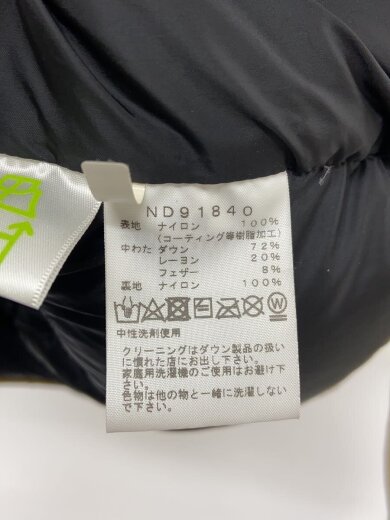 ND91840
表地 ナイロン 100%
(コーティング等樹脂加工)
中わた ダウン 72%
レーヨン 20%
フェザー 8%
裏地 ナイロン 100%
中性洗剤使用
クリーニングはダウン製品の扱い
に慣れた店にお出し下さい。
家庭用洗濯機のご使用はお避け
下さい。
色物は他の物と一緒に洗濯しない
で下さい。